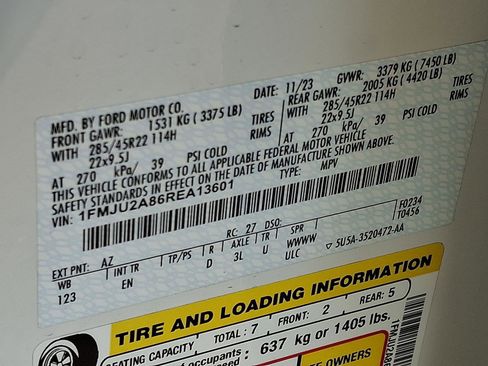 MFD. BY FORD MOTOR CO. DATE: 11/23 GVWR: 3379 KG (7450 LB)
FRONT GAWR: 1531 KG (3375 LB) REAR GAWR: 2005 KG (4420 LB)
WITH 285/45R22 114H TIRES WITH 285/45R22 114H TIRES
22x9.5J RIMS 22x9.5J RIMS
AT 270 kPa/ 39 PSI COLD AT 270 kPa/ 39 PSI COLD
THIS VEHICLE CONFORMS TO ALL APPLICABLE FEDERAL MOTOR VEHICLE
SAFETY STANDARDS IN EFFECT ON THE DATE OF MANUFACTURE SHOWN ABOVE.
VIN: 1FMJU2A86REA13601 TYPE: MPV
F0234
T0456
EXT PNT: AZ RC: 27 DSO:
WB INT TR TP/PS R AXLE TR SPR
123 EN D 3L U WWWW
ULC ▽ 5U5A-3520472-AA
TIRE AND LOADING INFORMATION
SEATING CAPACITY TOTAL: 7 FRONT: 2 REAR: 5
occupants 637 kg or 1405 lbs.
OWNERS